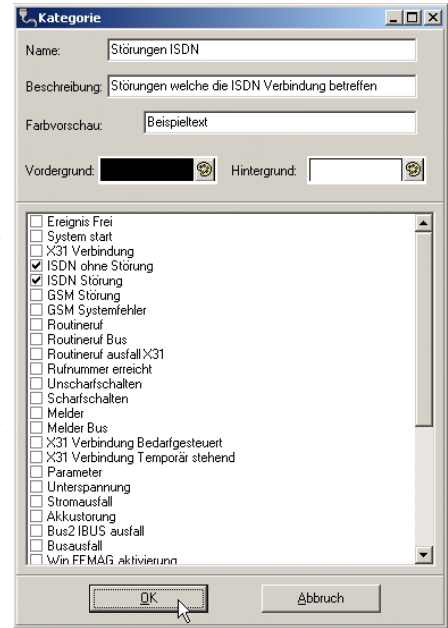 Kategorie
Name: Störungen ISDN
Beschreibung: Störungen welche die ISDN Verbindung betreffen
Farbvorschau: Beispieltext
Vordergrund: Hintergrund:
Ereignis Frei
System start
X31 Verbindung
ISDN ohne Störung
ISDN Störung
GSM Störung
GSM Systemfehler
Routineruf
Routineruf Bus
Routineruf ausfall X31
Rufnummer erreicht
Unscharfschalten
Scharfschalten
Melder
Melder Bus
X31 Verbindung Bedarfgesteuert
X31 Verbindung Temporär stehend
Parameter
Unterspannung
Stromausfall
Akkustorung
Bus2 IBUS ausfall
Busausfall
Win FEMAG aktivierung
OK Abbruch